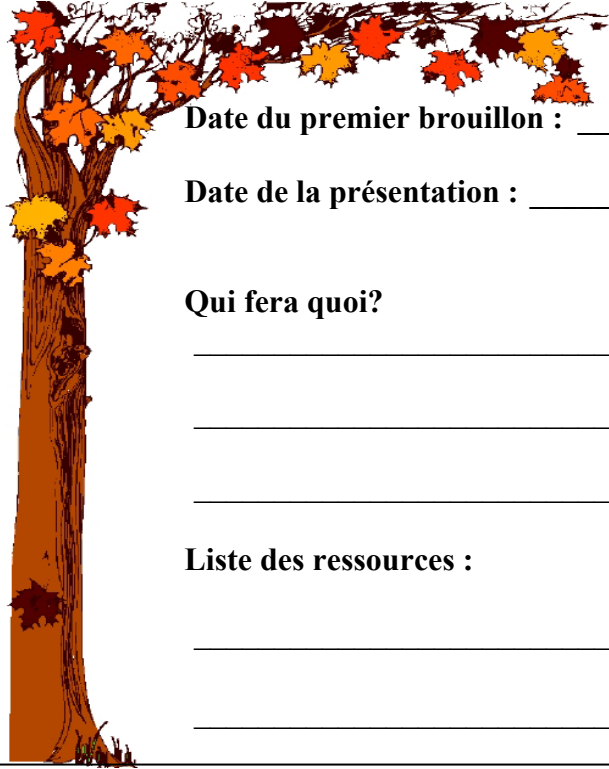 Date du premier brouillon :
Date de la présentation :
Qui fera quoi?
Liste des ressources :